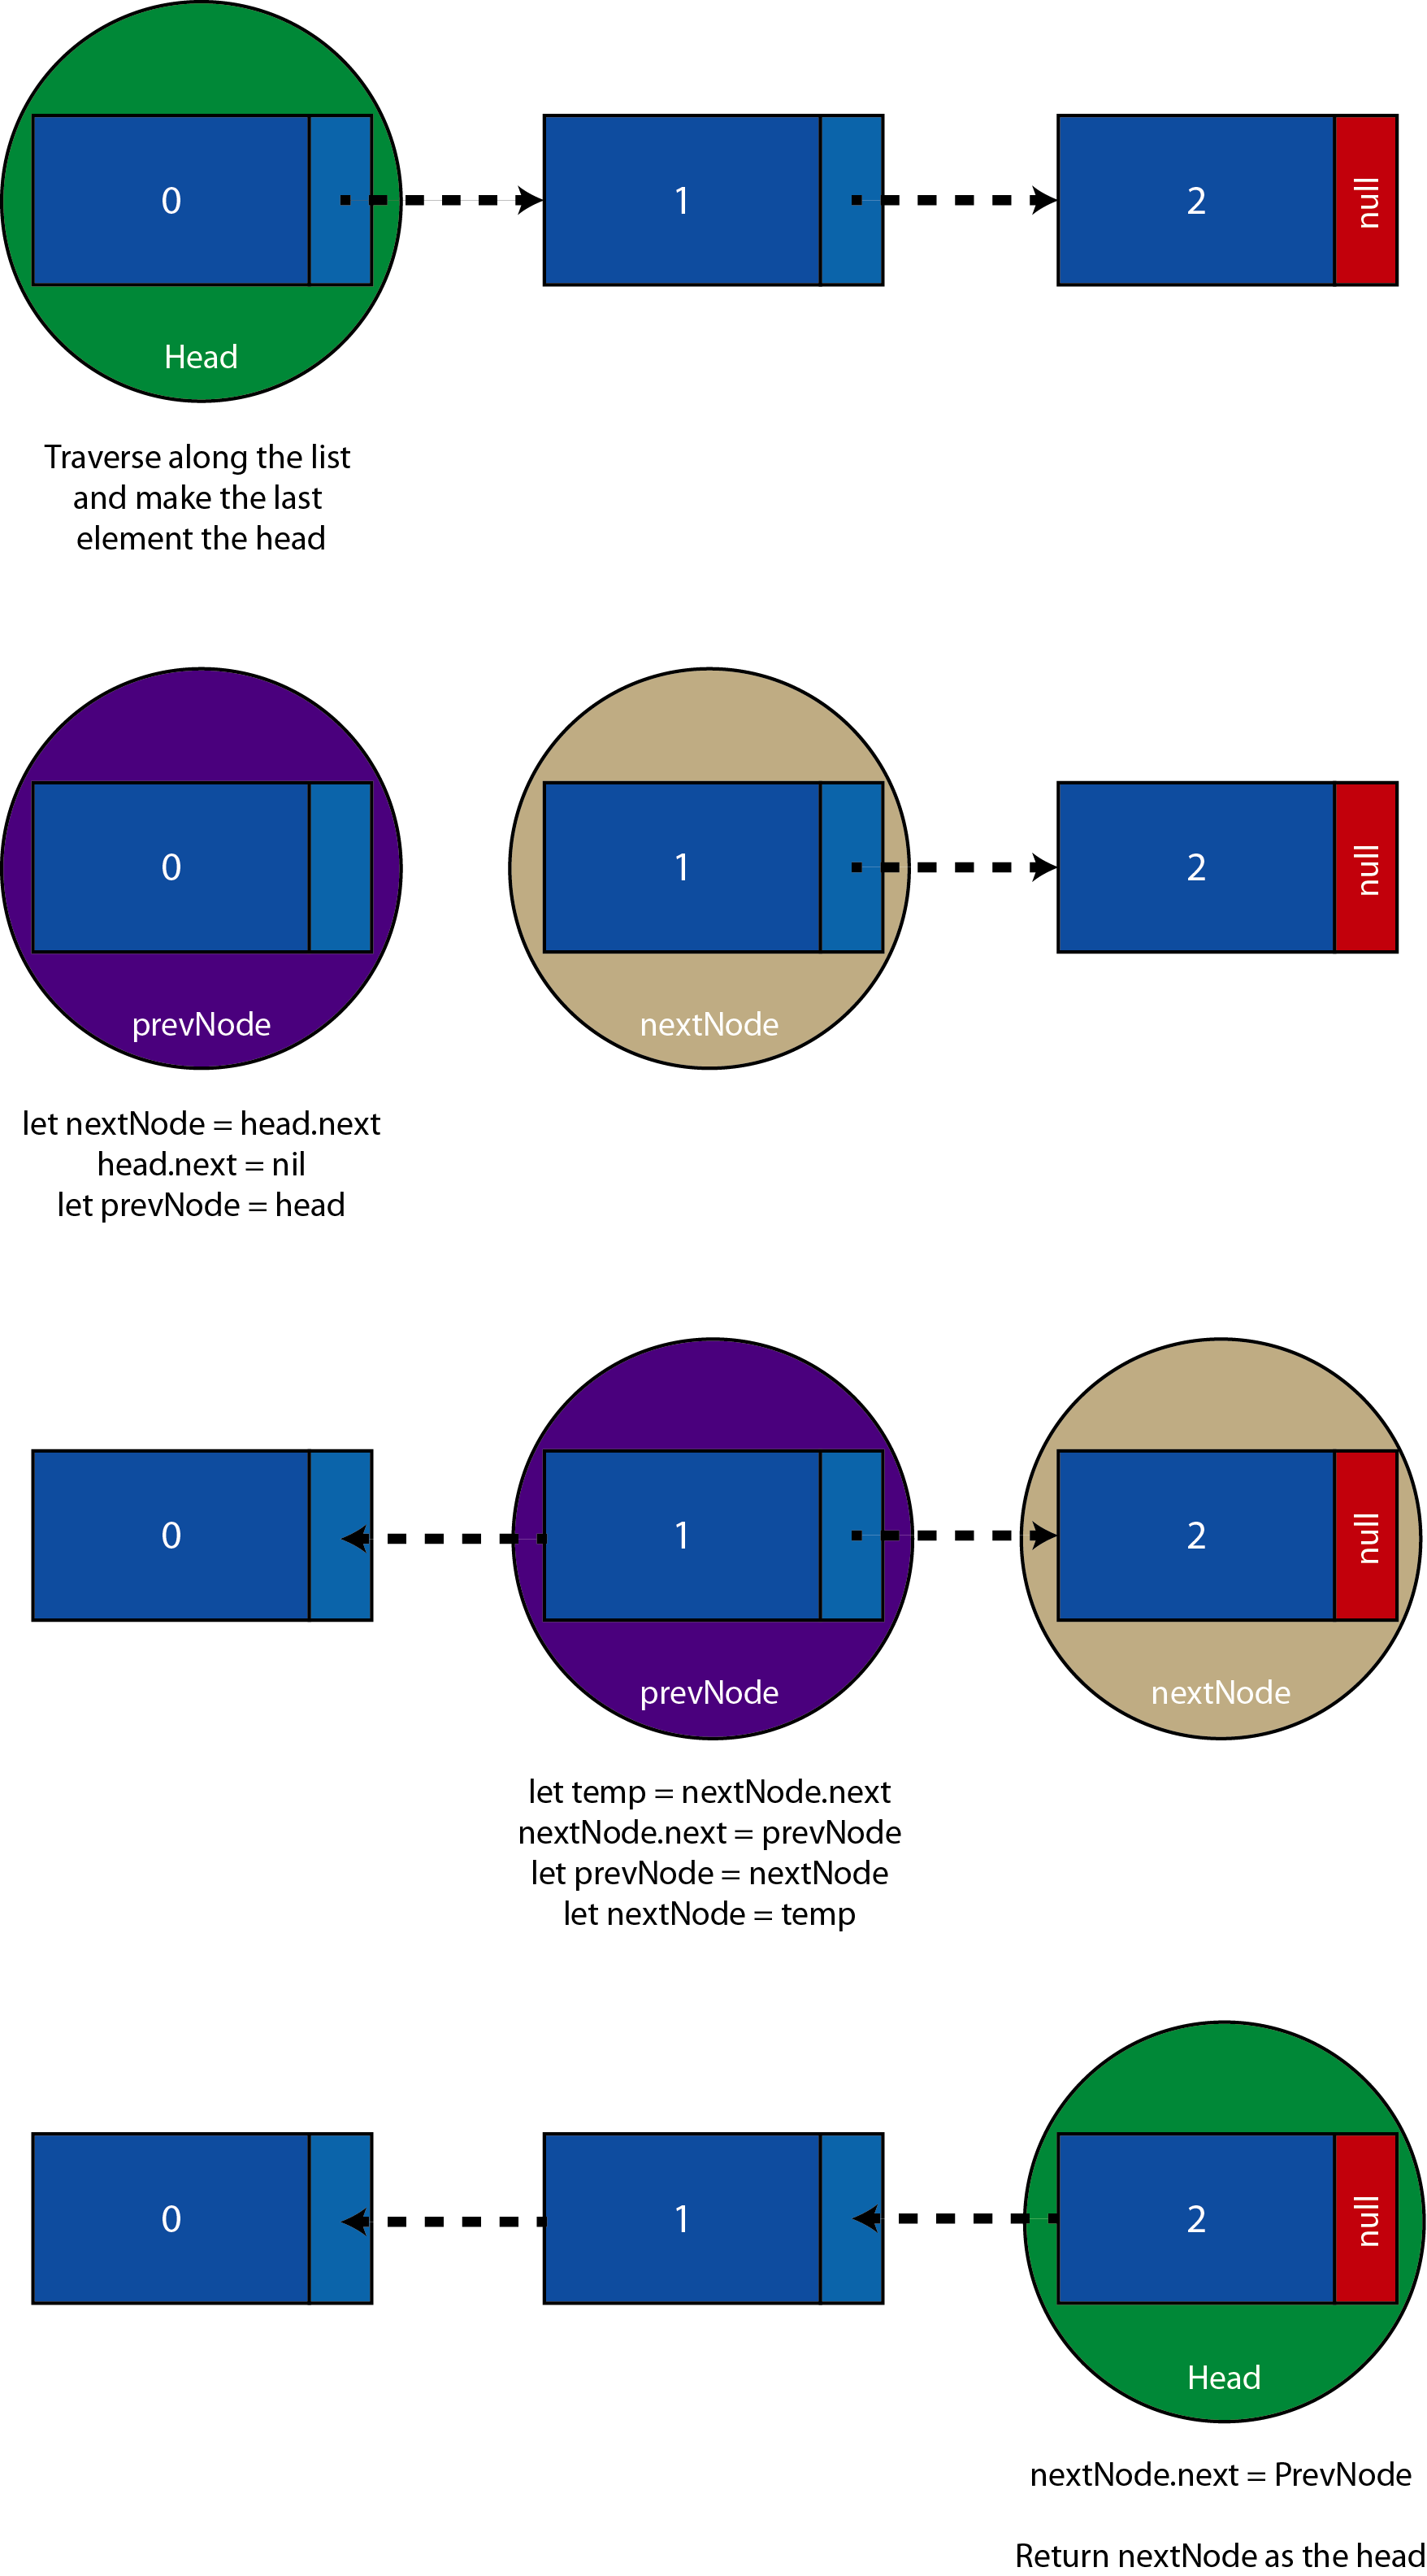 0
1
2
null
Head
Traverse along the list
and make the last
element the head
0
1
2
null
prevNode
nextNode
let nextNode = head.next
head.next = nil
let prevNode = head
0
1
2
null
prevNode
nextNode
let temp = nextNode.next
nextNode.next = prevNode
let prevNode = nextNode
let nextNode = temp
0
1
2
null
Head
nextNode.next = PrevNode
Return nextNode as the head